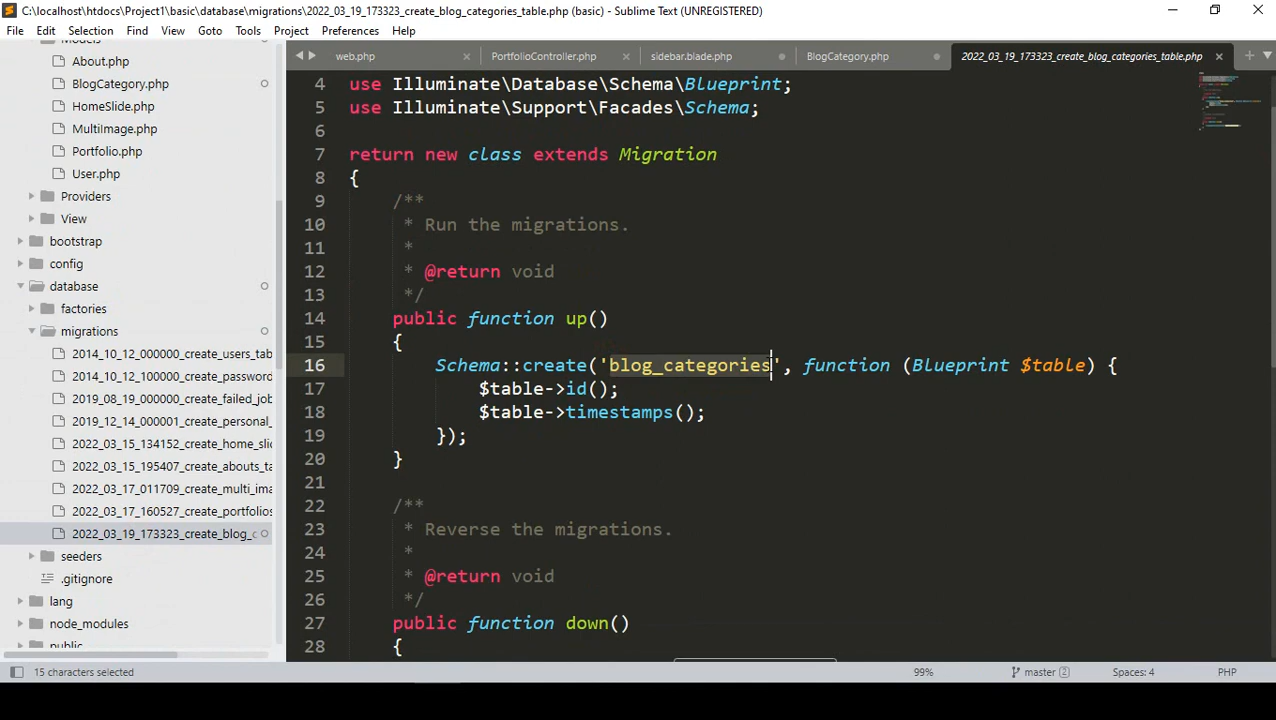 C:\localhost\htdocs\Project1\basic\database\migrations\2022_03_19_173323_create_blog_categories_table.php (basic) - Sublime Text (UNREGISTERED)
File Edit Selection Find View Goto Tools Project Preferences Help
web.php PortfolioController.php sidebar.blade.php BlogCategory.php 2022_03_19_173323_create_blog_categories_table.php
Models
About.php
BlogCategory.php
HomeSlide.php
MultiImage.php
Portfolio.php
User.php
Providers
View
bootstrap
config
database
factories
migrations
2014_10_12_000000_create_users_tab
2014_10_12_100000_create_password
2019_08_19_000000_create_failed_jol
2019_12_14_000001_create_personal_
2022_03_15_134152_create_home_slic
2022_03_15_195407_create_abouts_ta
2022_03_17_011709_create_multi_ima
2022_03_17_160527_create_portfolios
2022_03_19_173323_create_blog_c
seeders
.gitignore
lang
node_modules
public
4 use Illuminate\Database\Schema\Blueprint;
5 use Illuminate\Support\Facades\Schema;
6
7 return new class extends Migration
8 {
9 /**
10 * Run the migrations.
11 *
12 * @return void
13 */
14 public function up()
15 {
16 Schema::create('blog_categories', function (Blueprint $table) {
17 $table->id();
18 $table->timestamps();
19 });
20 }
21
22 /**
23 * Reverse the migrations.
24 *
25 * @return void
26 */
27 public function down()
28 {
15 characters selected 99% master 2 Spaces: 4 PHP